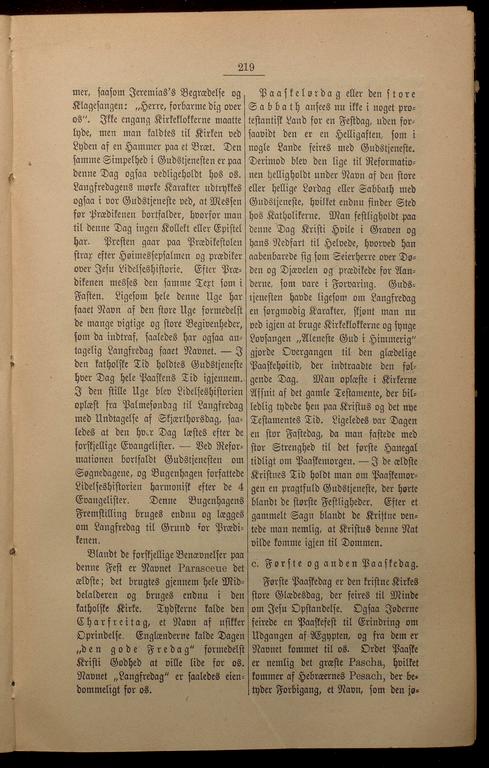 219
mer, saasom Jeremias's Begrædelse og
Klagesangen: „Herre, forbarme dig over
os“. Ikke engang Kirkeklokkerne maatte
lyde, men man kaldtes til Kirken ved
Lyden af en Hammer paa et Bræt. Den
samme Simpelhed i Gudstjenesten er paa
denne Dag ogsaa vedligeholdt hos os.
Langfredagens mørke Karakter udtrykkes
ogsaa i vor Gudstjeneste ved, at Messen
før Prædikenen bortfalder, hvorfor man
til denne Dag ingen Kollekt eller Epistel
har. Presten gaar paa Prædikestolen
strax efter Høimessepsalmen og prædiker
over Jesu Lidelseshistorie. Efter Præ-
dikenen messes den samme Text som i
Fasten. Ligesom hele denne Uge har
faaet Navn af den store Uge formedelst
de mange vigtige og store Begivenheder,
som da indtraf, saaledes har ogsaa an-
tagelig Langfredag faaet Navnet. — I
den katholske Tid holdtes Gudstjeneste
hver Dag hele Paaskens Tid igjennem.
I den stille Uge blev Lidelseshistorien
oplæst fra Palmesøndag til Langfredag
med Undtagelse af Skjærthorsdag, saa-
ledes at den hv.r Dag læstes efter de
forskjellige Evangelister. — Ved Refor-
mationen bortfaldt Gudstjenesten om
Søgnedagene, og Bugenhagen forfattede
Lidelseshistorien harmonisk efter de 4
Evangelister. Denne Bugenhagens
Fremstilling bruges endnu og lægges
om Langfredag til Grund for Prædi-
kenen.
Blandt de forskjellige Benævnelser paa
denne Fest er Navnet Parasceue det
ældste; det brugtes gjennem hele Mid-
delalderen og bruges endnu i den
katholske Kirke. Tydskerne kalde den
Charfreitag, et Navn af usikker
Oprindelse. Englænderne kalde Dagen
„den gode Fredag“ formedelst
Kristi Godhed at ville lide for os.
Navnet „Langfredag“ er saaledes eien-
dommeligt for os.
Paaskelørdag eller den store
Sabbath ansees nu ikke i noget pro-
testantisk Land for en Festdag, uden for-
saavidt den er en Helligaften, som i
nogle Lande feires med Gudstjeneste.
Derimod blev den lige til Reformatio-
nen helligholdt under Navn af den store
eller hellige Lørdag eller Sabbath med
Gudstjeneste, hvilket endnu finder Sted
hos Katholikerne. Man festligholdt paa
denne Dag Kristi Hvile i Graven og
hans Nedfart til Helvede, hvorved han
aabenbarede sig som Seierherre over Dø-
den og Djævelen og prædikede for Aan-
derne, som vare i Forvaring. Guds-
tjenesten havde ligesom om Langfredag
en sørgmodig Karakter, skjønt man nu
ved igjen at bruge Kirkeklokkerne og synge
Lovsangen „Aleneste Gud i Himmerig“
gjorde Overgangen til den glædelige
Paaskehøitid, der indtraadte den føl-
gende Dag. Man oplæste i Kirkerne
Afsnit af det gamle Testamente, der bil-
ledlig tydede hen paa Kristus og det nye
Testamentes Tid. Ligeledes var Dagen
en stor Fastedag, da man fastede med
stor Strenghed til det første Hanegal
tidligt om Paaskemorgen. — I de ældste
Kristnes Tid holdt man om Paaskemor-
gen en pragtfuld Gudstjeneste, der hørte
blandt de største Festligheder. Efter et
gammelt Sagn blandt de Kristne ven-
tede man nemlig, at Kristus denne Nat
vilde komme igjen til Dommen.
c. Første og anden Paaskedag.
Første Paaskedag er den kristne Kirkes
store Glædesdag, der feires til Minde
om Jesu Opstandelse. Ogsaa Jøderne
feirede en Paaskefest til Erindring om
Udgangen af Ægypten, og fra dem er
Navnet kommet til os. Ordet Paaske
er nemlig det græske Pascha, hvilket
kommer af Hebræernes Pesach, der be-
tyder Forbigang, et Navn, som den jø-